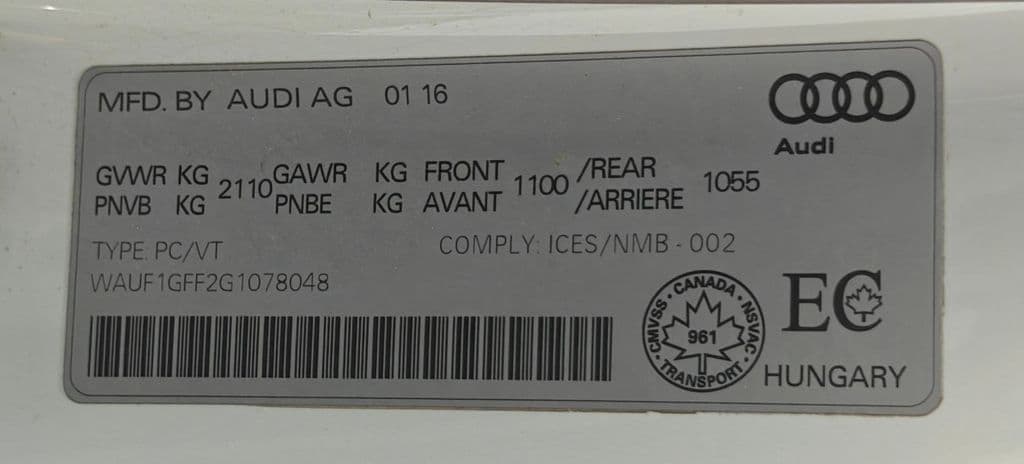 MFD. BY AUDI AG 01 16
Audi
GVWR KG 2110 GAWR KG FRONT 1100 /REAR 1055
PNVB KG PNBE KG AVANT /ARRIERE
TYPE: PC/VT COMPLY: ICES/NMB - 002
WAUF1GFF2G1078048
CMVSS · CANADA · NSVAC · TRANSPORT ·
961
EC
HUNGARY